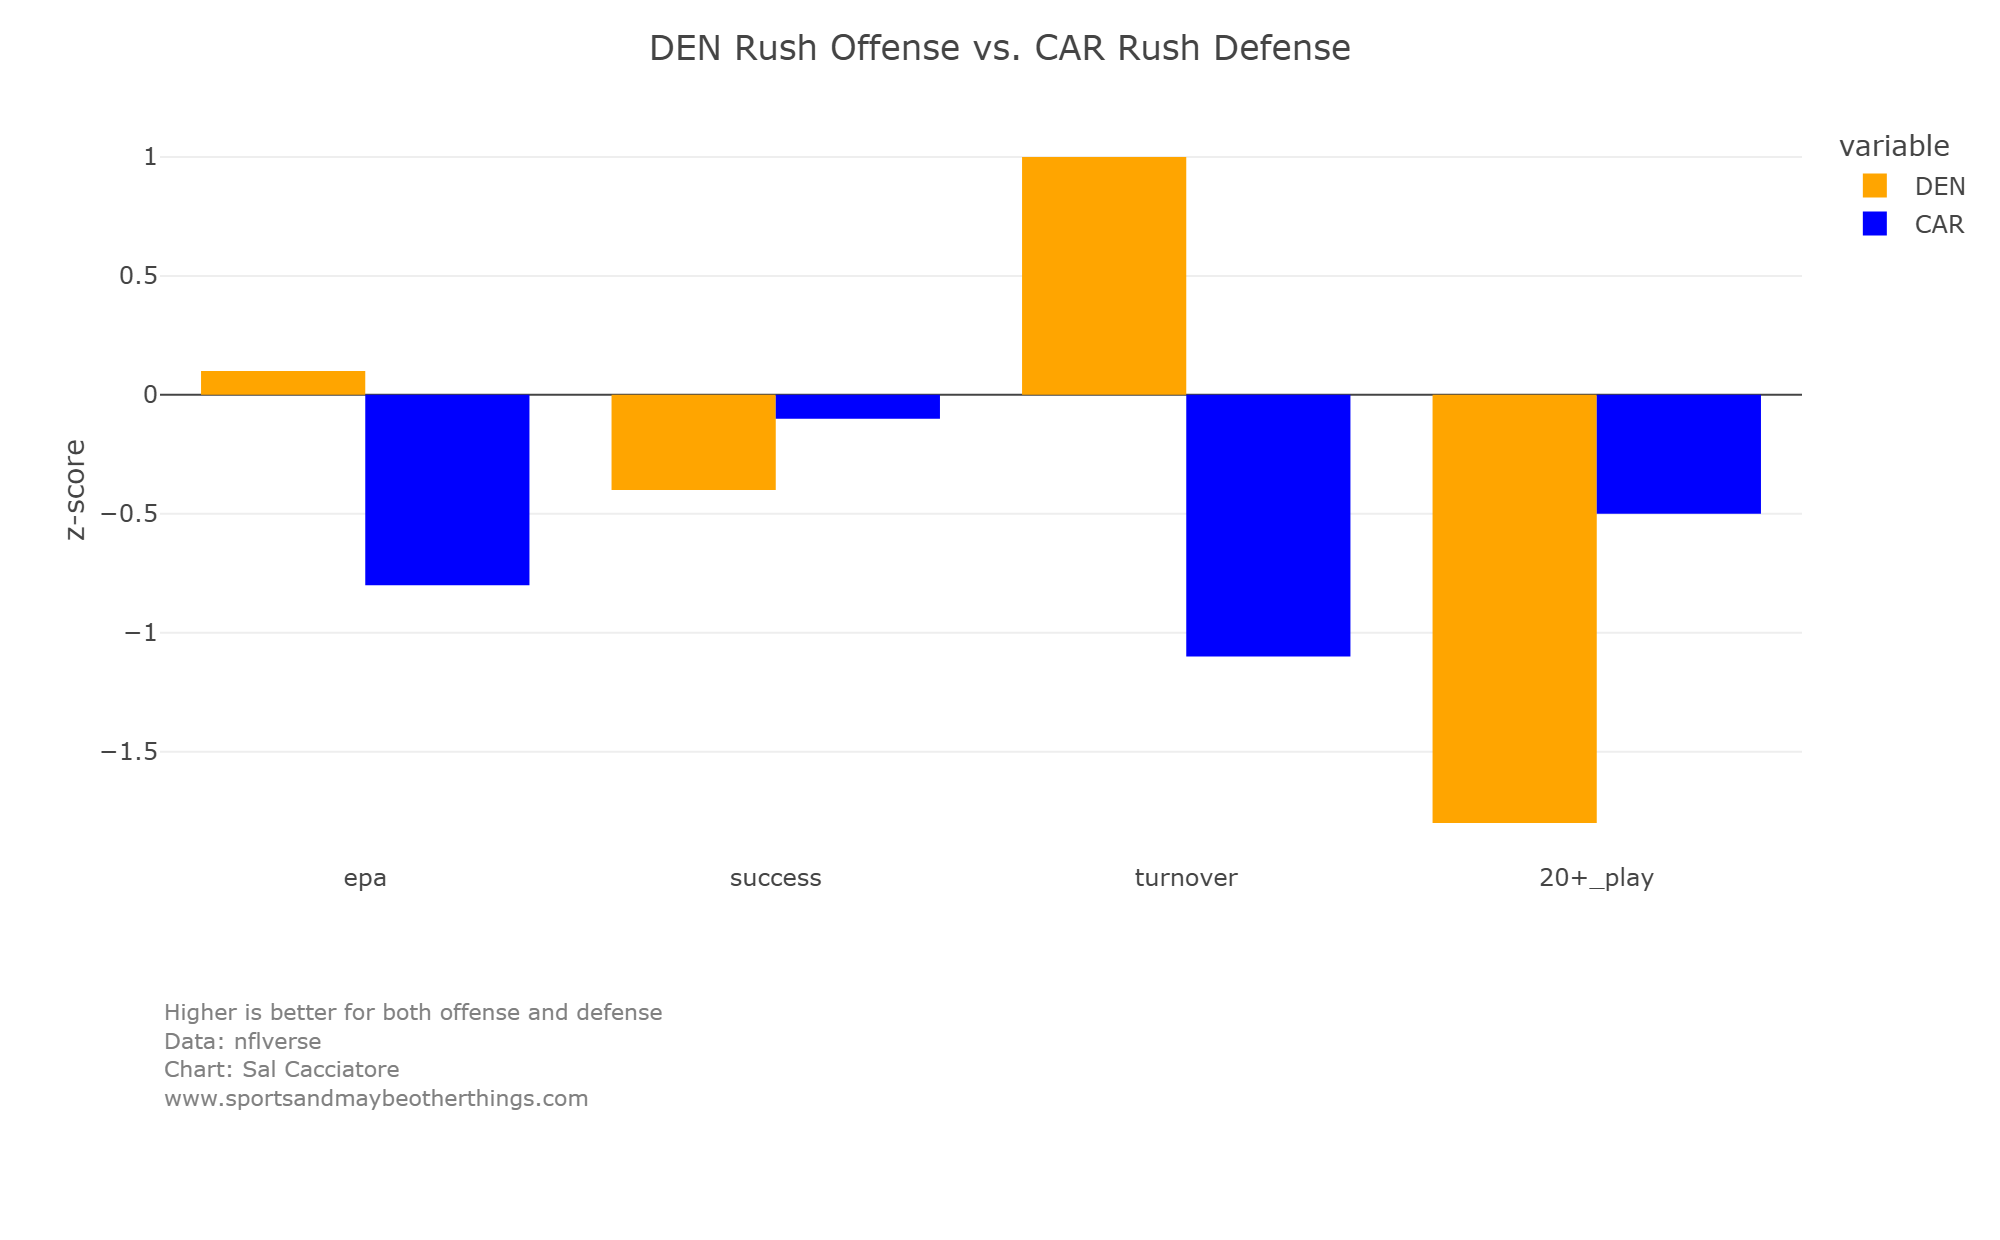 DEN Rush Offense vs. CAR Rush Defense
variable
DEN
CAR
1
0.5
0
−0.5
−1
−1.5
z-score
epa
success
turnover
20+_play
Higher is better for both offense and defense
Data: nflverse
Chart: Sal Cacciatore
www.sportsandmaybeotherthings.com